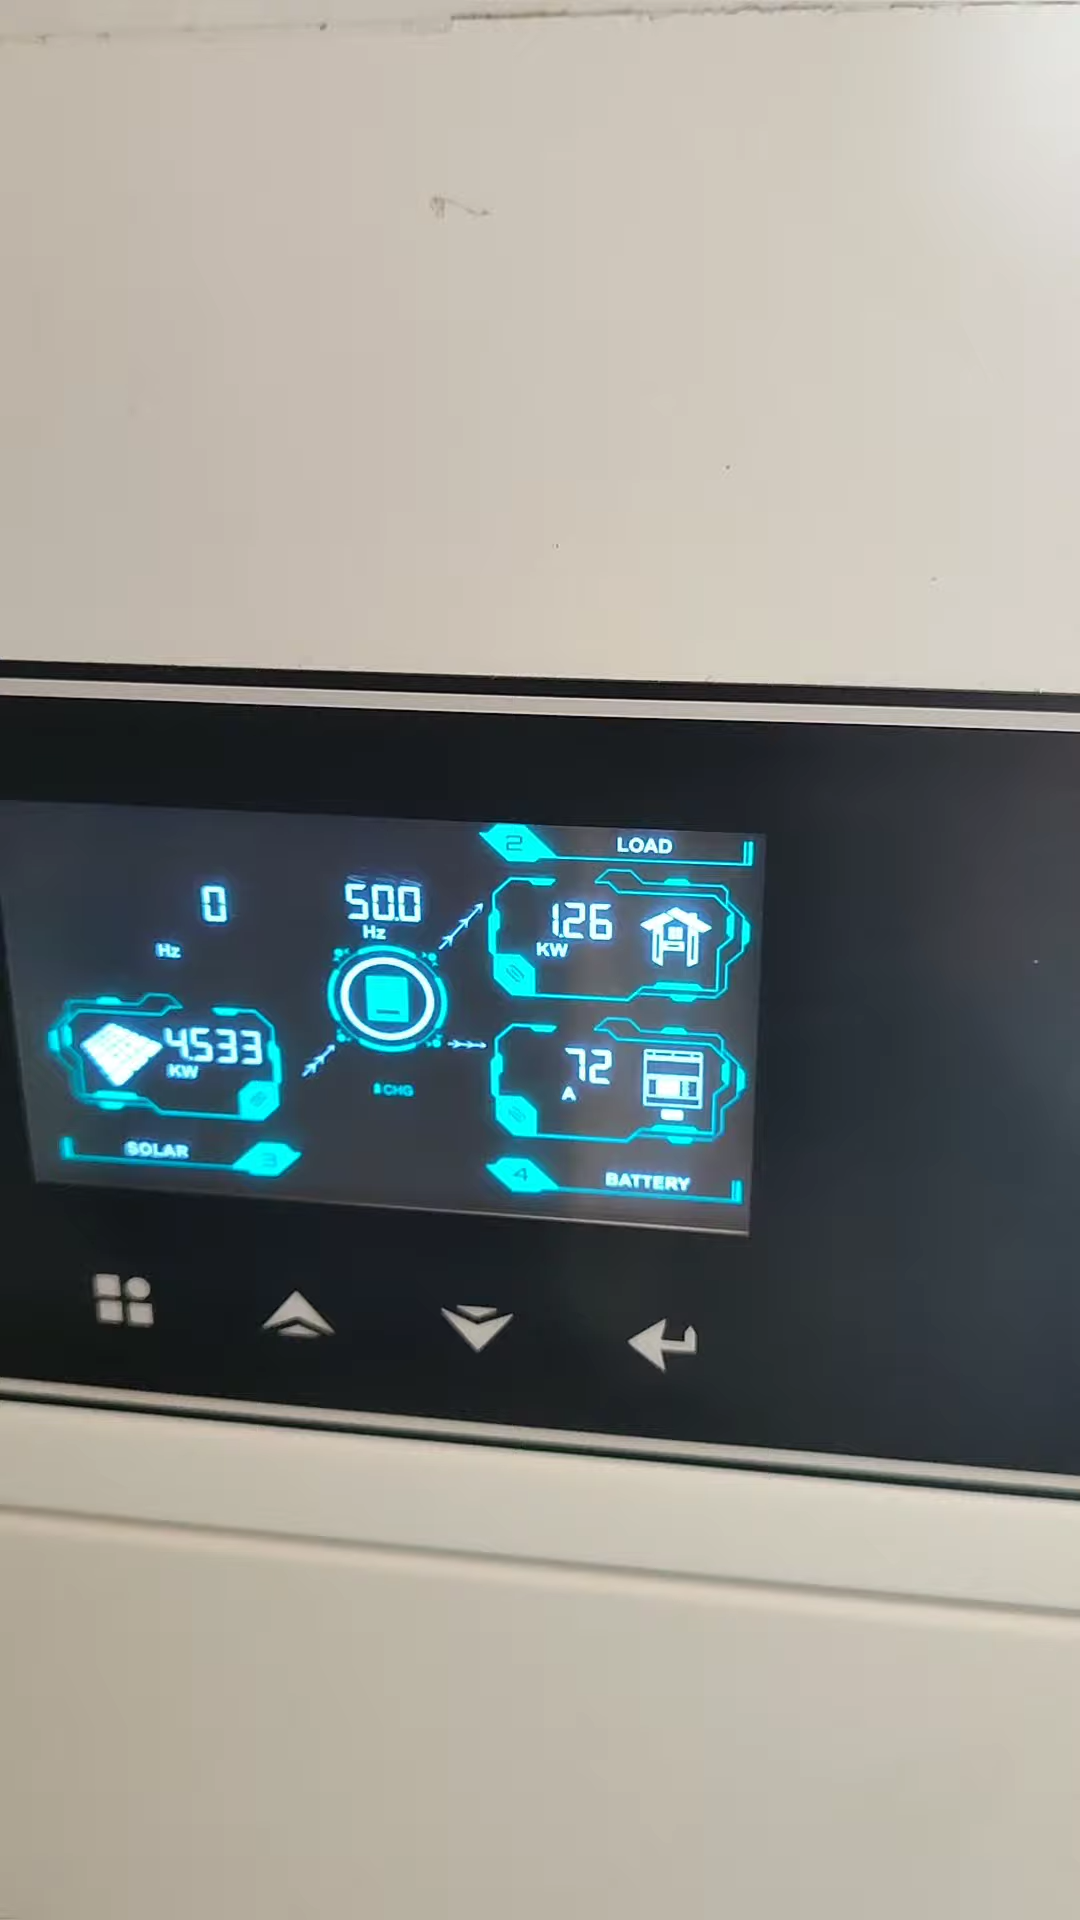 2 LOAD
0
Hz
50.0
Hz
1.26
KW
4.533
KW
72
A
CHG
SOLAR 3
4 BATTERY